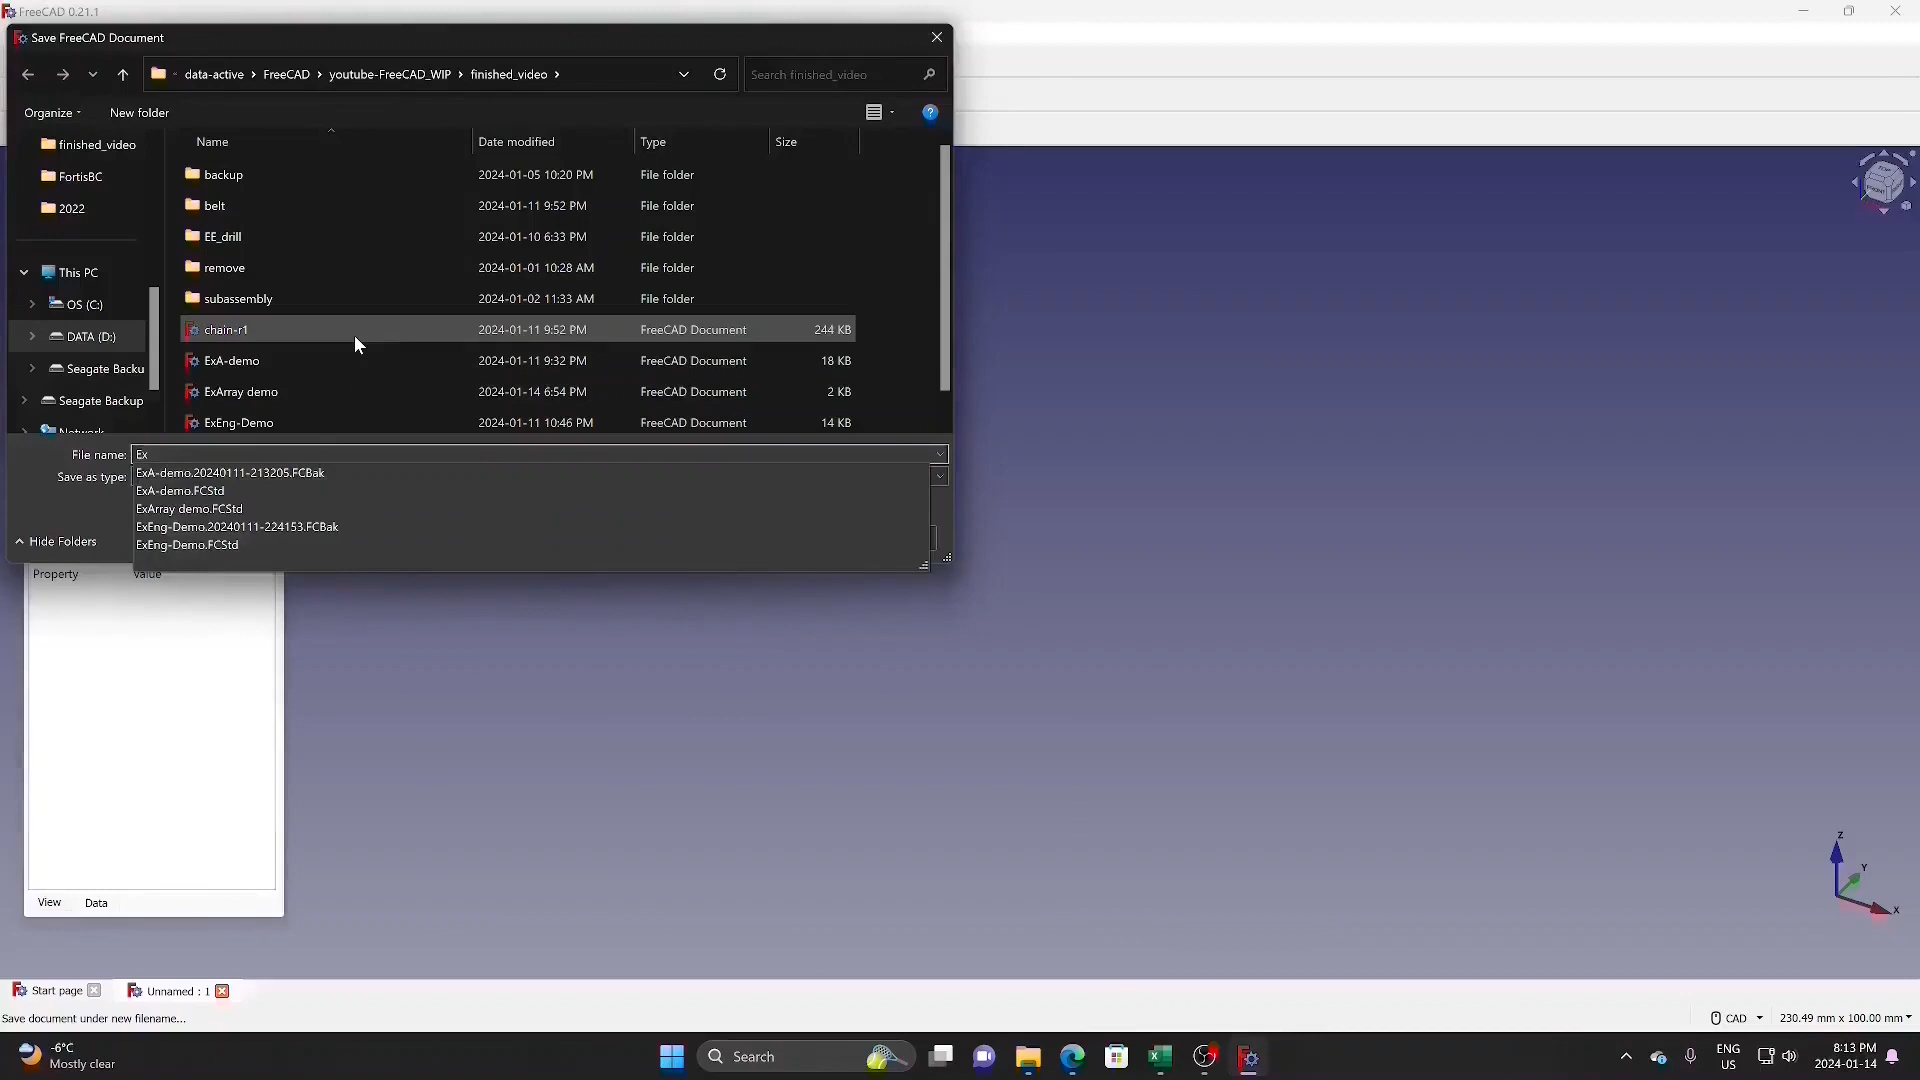 FreeCAD 0.21.1
Save FreeCAD Document
data-active > FreeCAD > youtube-FreeCAD_WIP > finished_video >
Search finished_video
Organize
New folder
finished_video
FortisBC
2022
This PC
OS (C:)
DATA (D:)
Seagate Backu
Seagate Backup
Network
Name Date modified Type Size
backup 2024-01-05 10:20 PM File folder
belt 2024-01-11 9:52 PM File folder
EE_drill 2024-01-10 6:33 PM File folder
remove 2024-01-01 10:28 AM File folder
subassembly 2024-01-02 11:33 AM File folder
chain-r1 2024-01-11 9:52 PM FreeCAD Document 244 KB
ExA-demo 2024-01-11 9:32 PM FreeCAD Document 18 KB
ExArray demo 2024-01-14 6:54 PM FreeCAD Document 2 KB
ExEng-Demo 2024-01-11 10:46 PM FreeCAD Document 14 KB
File name: Ex
Save as type:
ExA-demo.20240111-213205.FCBak
ExA-demo.FCStd
ExArray demo.FCStd
ExEng-Demo.20240111-224153.FCBak
ExEng-Demo.FCStd
Hide Folders
Property Value
TOP
FRONT
Z
Y
X
View Data
Start page
Unnamed : 1
Save document under new filename...
CAD
230.49 mm x 100.00 mm
-6°C
Mostly clear
Search
ENG
US
8:13 PM
2024-01-14